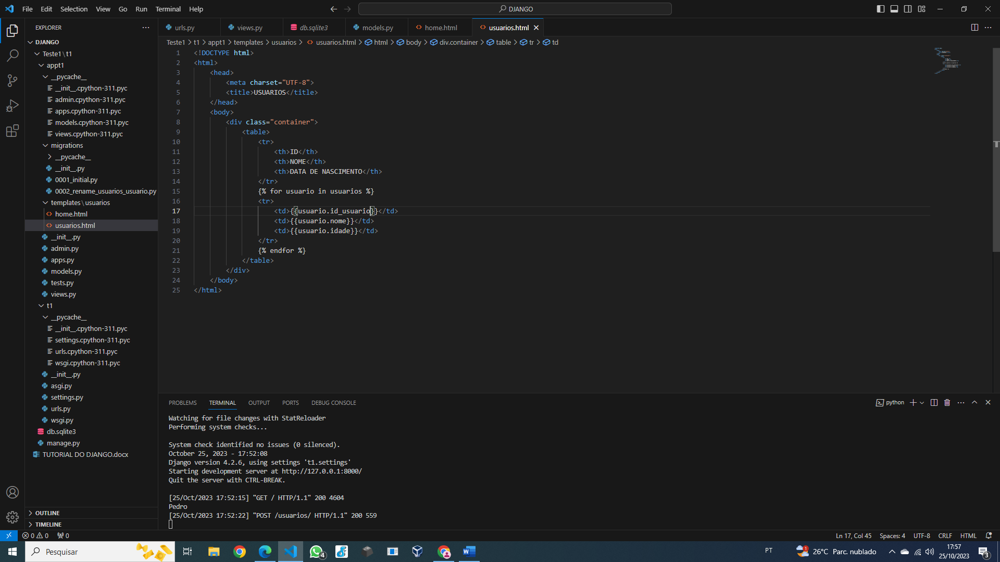 File Edit Selection View Go Run Terminal Help
DJANGO
EXPLORER
urls.py
views.py
db.sqlite3
models.py
home.html
usuarios.html
Teste1 > t1 > appt1 > templates > usuarios > usuarios.html > html > body > div.container > table > tr > td
DJANGO
Teste1\t1
appt1
__pycache__
__init__.cpython-311.pyc
admin.cpython-311.pyc
apps.cpython-311.pyc
models.cpython-311.pyc
views.cpython-311.pyc
migrations
__pycache__
__init__.py
0001_initial.py
0002_rename_usuarios_usuario.py
templates\usuarios
home.html
usuarios.html
__init__.py
admin.py
apps.py
models.py
tests.py
views.py
t1
__pycache__
__init__.cpython-311.pyc
settings.cpython-311.pyc
urls.cpython-311.pyc
wsgi.cpython-311.pyc
__init__.py
asgi.py
settings.py
urls.py
wsgi.py
db.sqlite3
manage.py
TUTORIAL DO DJANGO.docx
OUTLINE
TIMELINE
1 <!DOCTYPE html>
2 <html>
3 <head>
4 <meta charset="UTF-8">
5 <title>USUARIOS</title>
6 </head>
7 <body>
8 <div class="container">
9 <table>
10 <tr>
11 <th>ID</th>
12 <th>NOME</th>
13 <th>DATA DE NASCIMENTO</th>
14 </tr>
15 {% for usuario in usuarios %}
16 <tr>
17 <td>{{usuario.id_usuario}}</td>
18 <td>{{usuario.nome}}</td>
19 <td>{{usuario.idade}}</td>
20 </tr>
21 {% endfor %}
22 </table>
23 </div>
24 </body>
25 </html>
PROBLEMS TERMINAL OUTPUT PORTS DEBUG CONSOLE
python
Watching for file changes with StatReloader
Performing system checks...
System check identified no issues (0 silenced).
October 25, 2023 - 17:52:08
Django version 4.2.6, using settings 't1.settings'
Starting development server at http://127.0.0.1:8000/
Quit the server with CTRL-BREAK.
[25/Oct/2023 17:52:15] "GET / HTTP/1.1" 200 4604
Pedro
[25/Oct/2023 17:52:22] "POST /usuarios/ HTTP/1.1" 200 559
0 0 0
Ln 17, Col 45 Spaces: 4 UTF-8 CRLF HTML
Pesquisar
4
PT
1
26°C Parc. nublado
17:57
25/10/2023
3